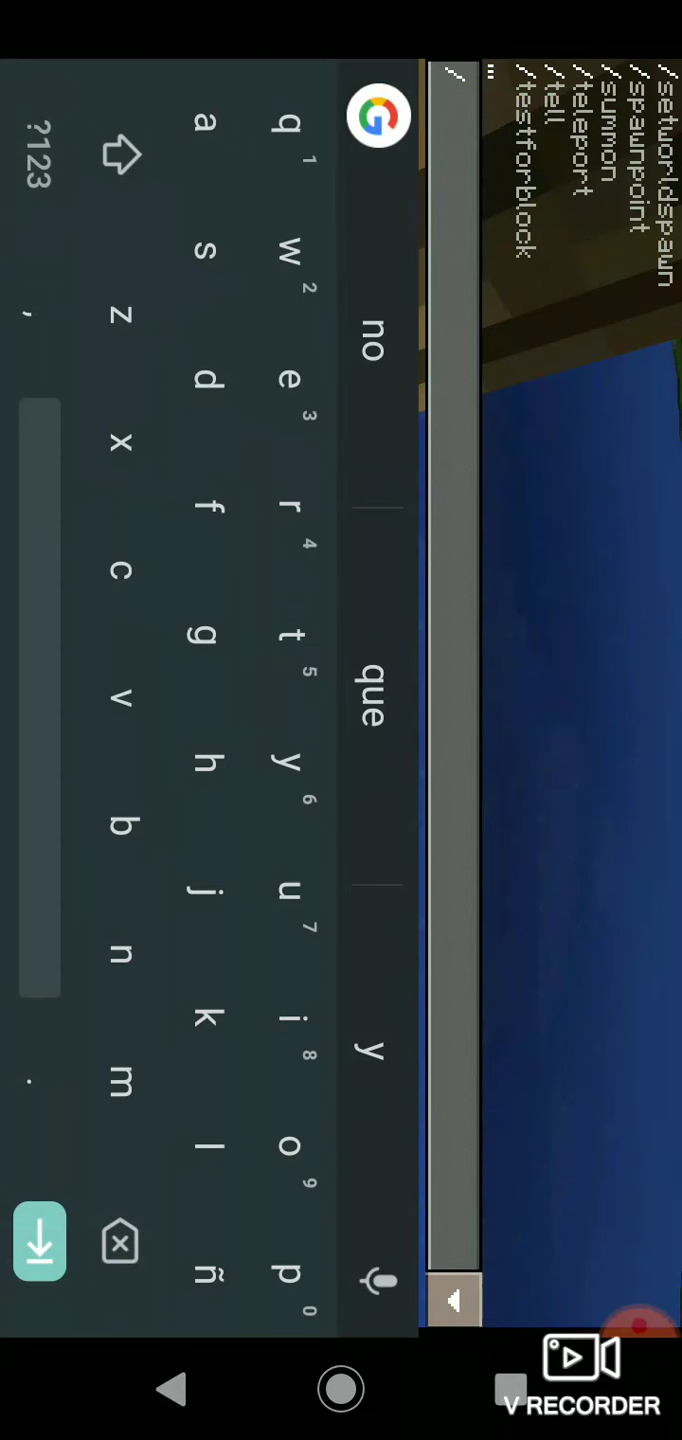 /setworldspawn
/spawnpoint
/summon
/teleport
/tell
/testforblock
...
/
no que y
q 1 w 2 e 3 r 4 t 5 y 6 u 7 i 8 o 9 p 0
a s d f g h j k l ñ
z x c v b n m
?123 , .
V RECORDER